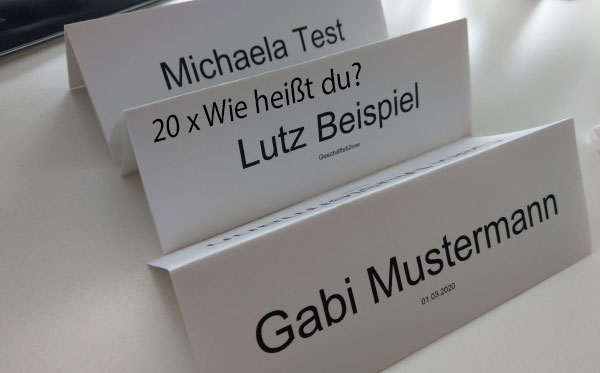 Michaela Test
20 x Wie heißt du?
Lutz Beispiel
Geschäftsführer
Gabi Mustermann
01.03.2020